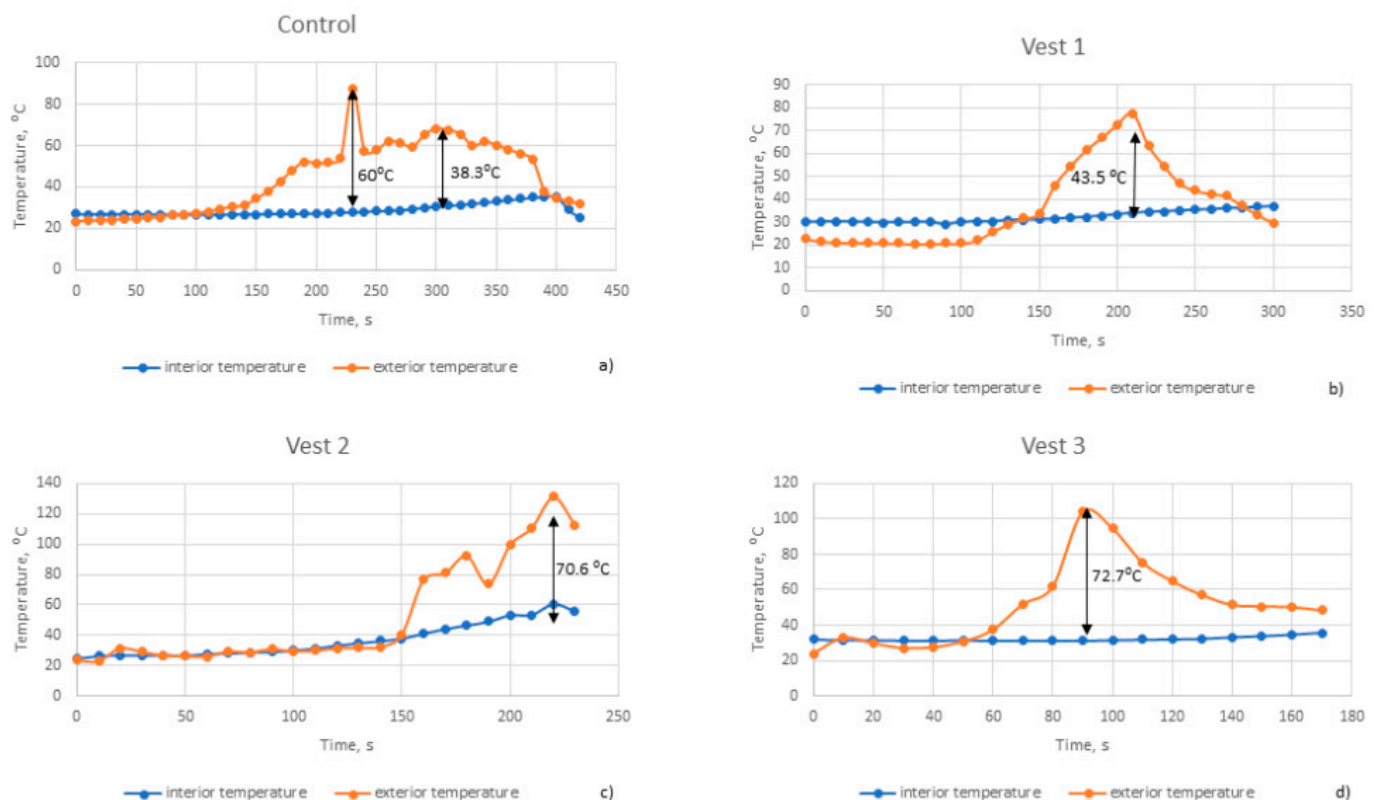 Control
Temperature, °C
100
80
60
40
20
0
60°C
38.3°C
0 50 100 150 200 250 300 350 400 450
Time, s
interior temperature exterior temperature a)
Vest 1
Temperature, °C
90
80
70
60
50
40
30
20
10
0
43.5 °C
0 50 100 150 200 250 300 350
Time, s
interior temperature exterior temperature b)
Vest 2
Temperature, °C
140
120
100
80
60
40
20
0
70.6 °C
0 50 100 150 200 250
Time, s
interior temperature exterior temperature c)
Vest 3
Temperature, °C
120
100
80
60
40
20
0
72.7°C
0 20 40 60 80 100 120 140 160 180
Time, s
interior temperature exterior temperature d)